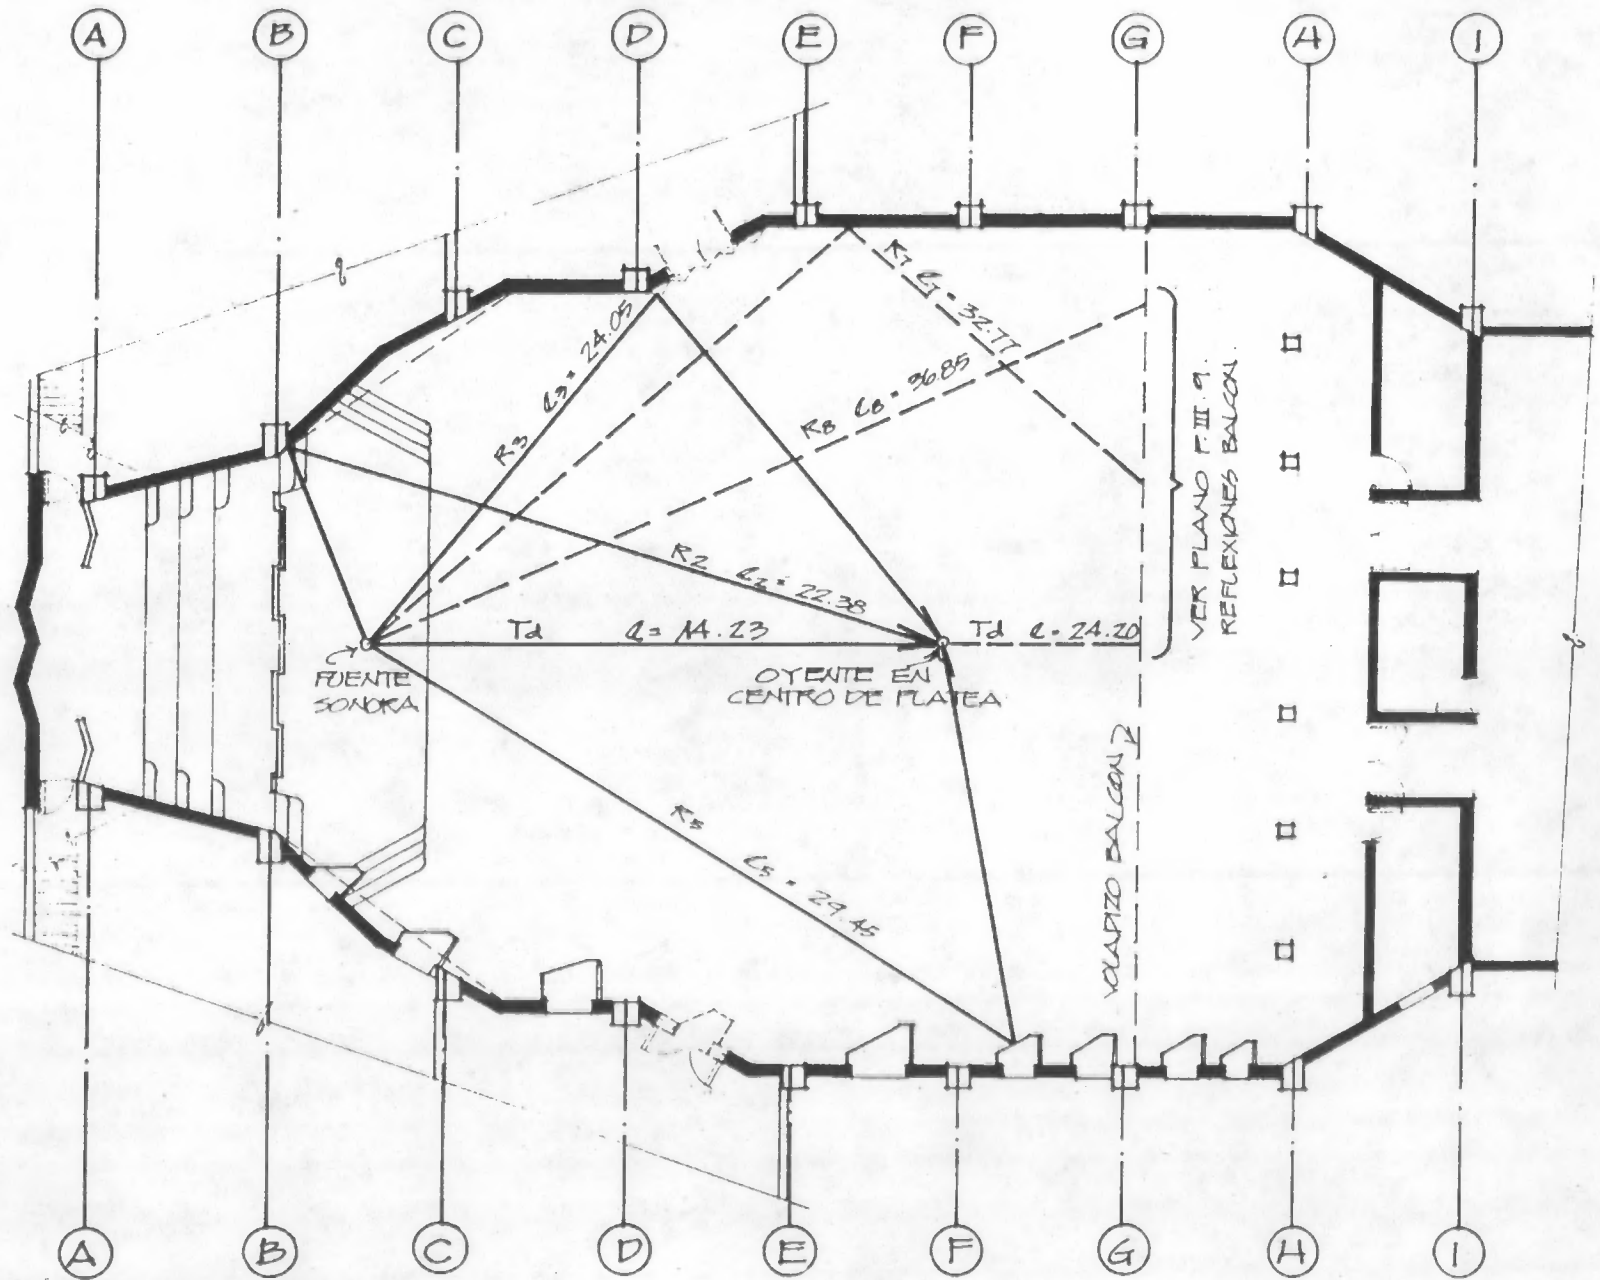 A B C D E F G H I
R7 e7 = 32.77
e3 = 24.05
R8 e8 = 36.85
R3
VER PLANO P.III.9.
REFLEXIONES BALCON.
R2 e2 = 22.38
Td e = 14.23
Td e = 24.20
FUENTE
SONORA
OYENTE EN
CENTRO DE PLATEA
VOLADIZO BALCON
R5
e5 = 29.45
A B C D E F G H I